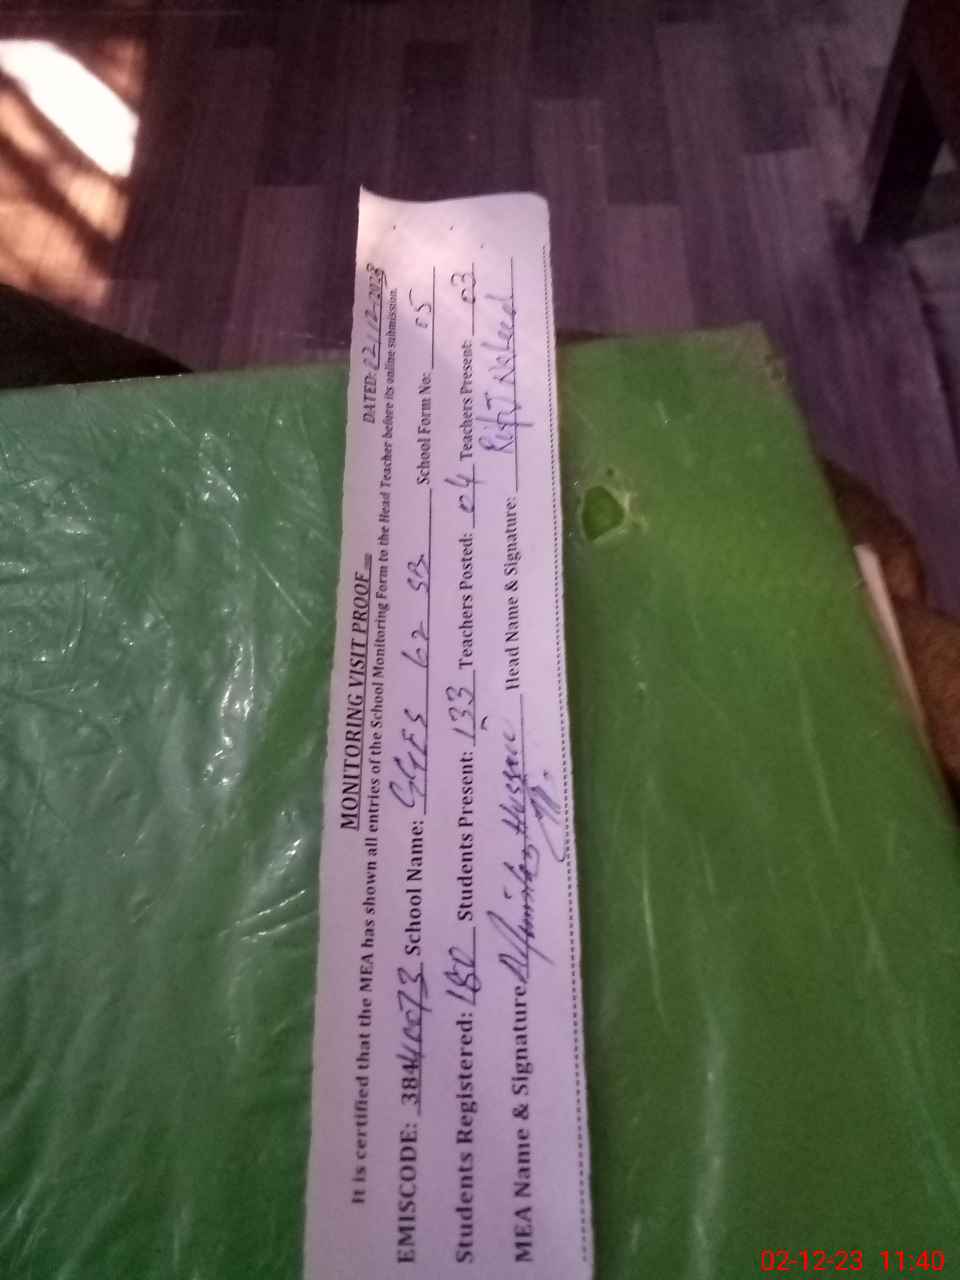 MONITORING VISIT PROOF
DATED: 02/12-2023
It is certified that the MEA has shown all entries of the School Monitoring Form to the Head Teacher before its online submission.
EMISCODE: 38440073 School Name: GGES 62 SB School Form No: 05
Students Registered: 180 Students Present: 133 Teachers Posted: 04 Teachers Present: 03
MEA Name & Signature Hussain Head Name & Signature:
02-12-23 11:40